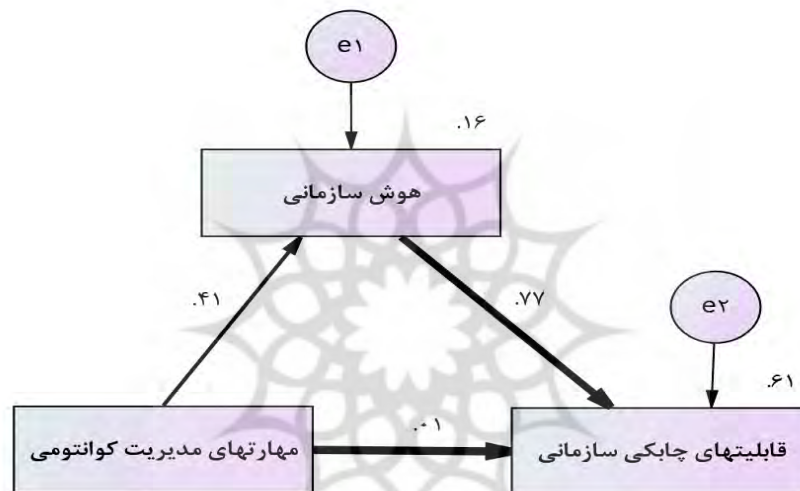 e۱
.۱۶
هوش سازمانی
.۴۱
.۷۷
e۲
.۶۱
مهارتهای مدیریت کوانتومی
.۰۱
قابلیتهای چابکی سازمانی